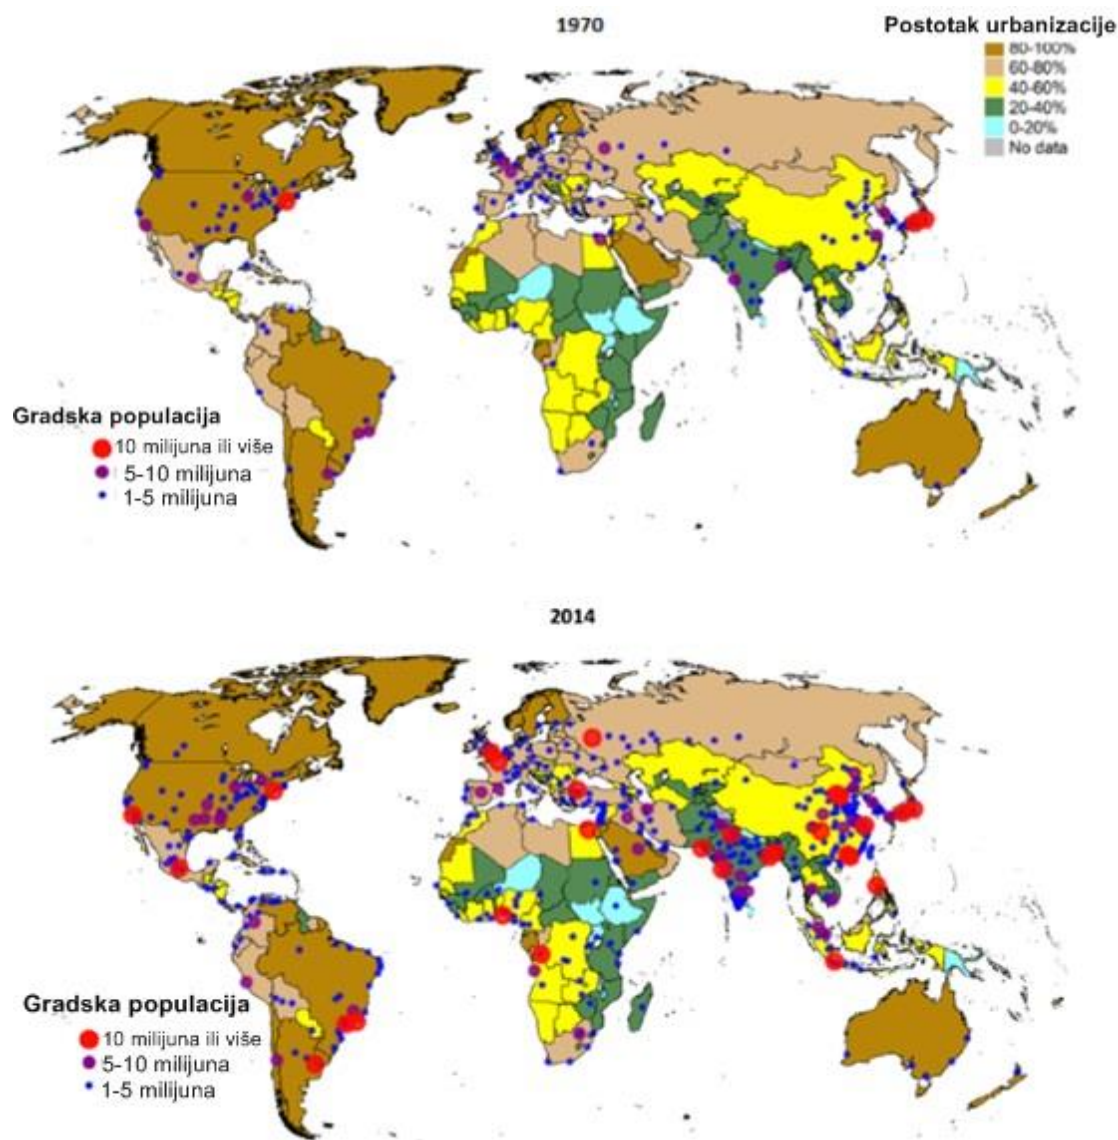 1970
Postotak urbanizacije
80-100%
60-80%
40-60%
20-40%
0-20%
No data
Gradska populacija
10 milijuna ili više
5-10 milijuna
1-5 milijuna
2014
Gradska populacija
10 milijuna ili više
5-10 milijuna
1-5 milijuna